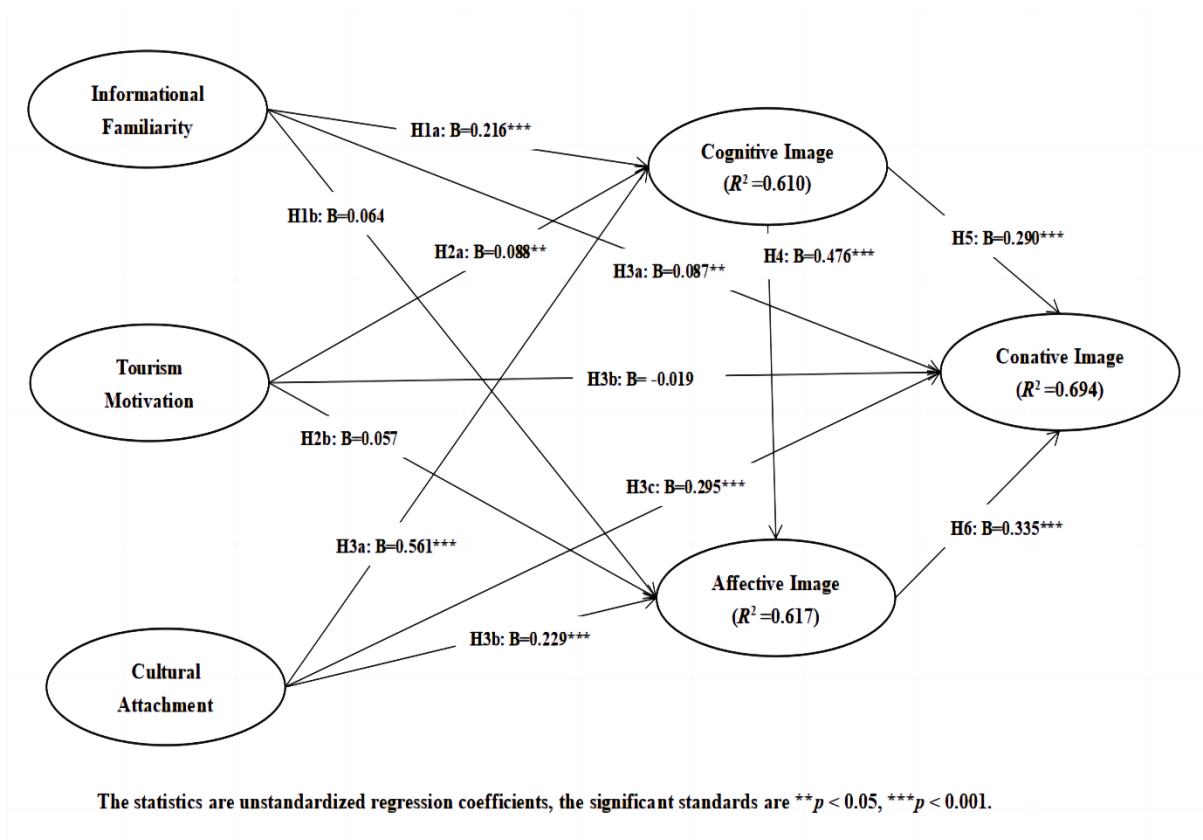 Informational
Familiarity
H1a: B=0.216***
Cognitive Image
(R² =0.610)
H1b: B=0.064
H2a: B=0.088**
H3a: B=0.087**
H4: B=0.476***
H5: B=0.290***
Tourism
Motivation
H3b: B= -0.019
Conative Image
(R² =0.694)
H2b: B=0.057
H3c: B=0.295***
H3a: B=0.561***
H6: B=0.335***
Affective Image
(R² =0.617)
H3b: B=0.229***
Cultural
Attachment
The statistics are unstandardized regression coefficients, the significant standards are **p < 0.05, ***p < 0.001.